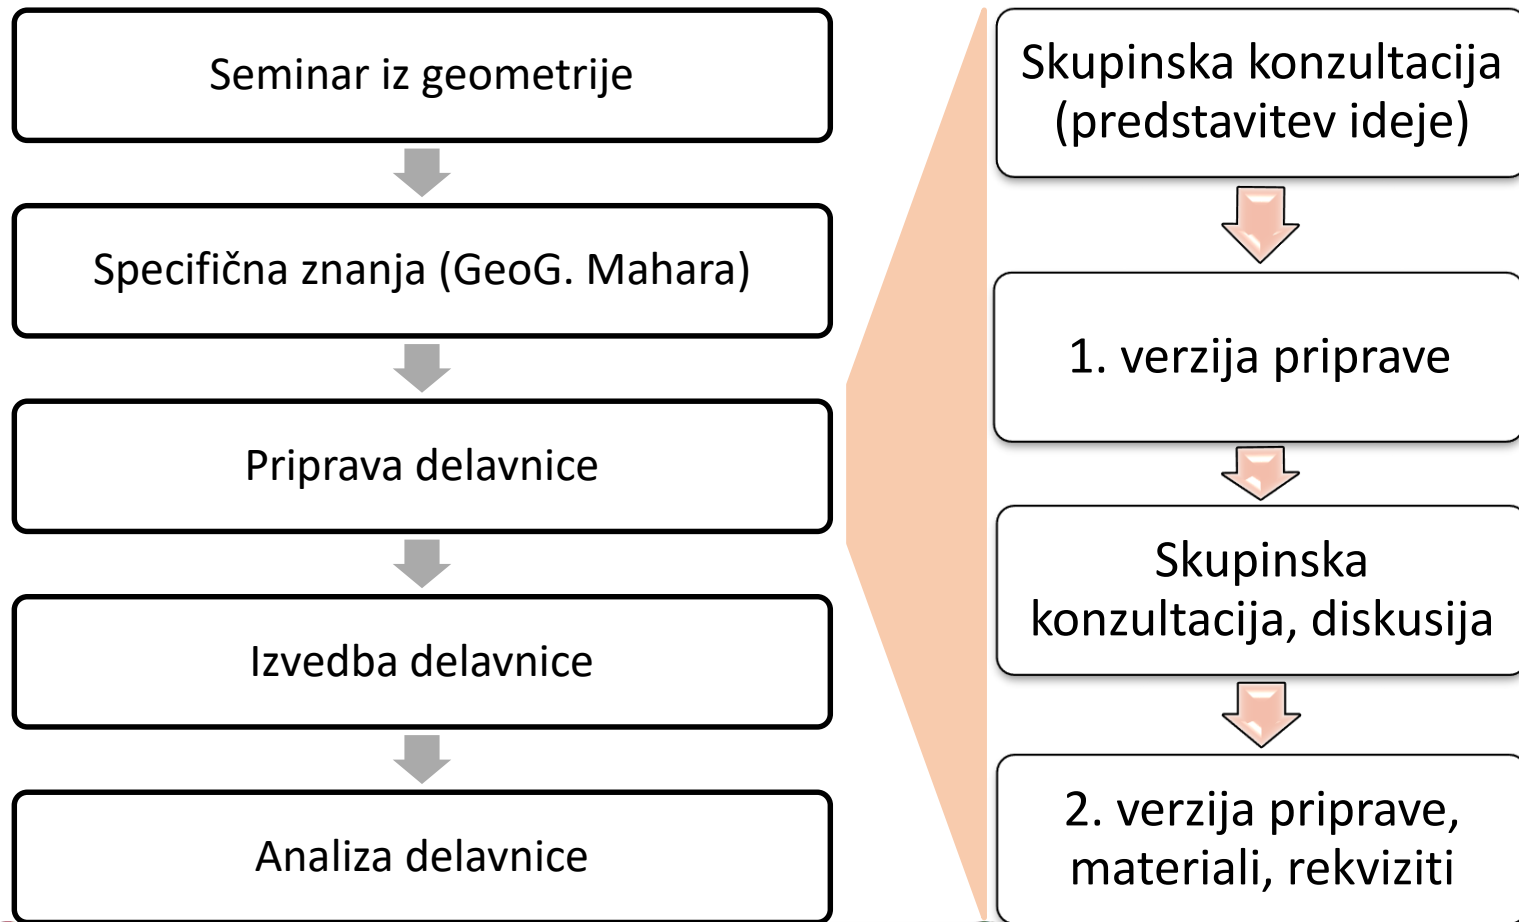 Seminar iz geometrije
Specifična znanja (GeoG. Mahara)
Priprava delavnice
Izvedba delavnice
Analiza delavnice
Skupinska konzultacija
(predstavitev ideje)
1. verzija priprave
Skupinska
konzultacija, diskusija
2. verzija priprave,
materiali, rekviziti